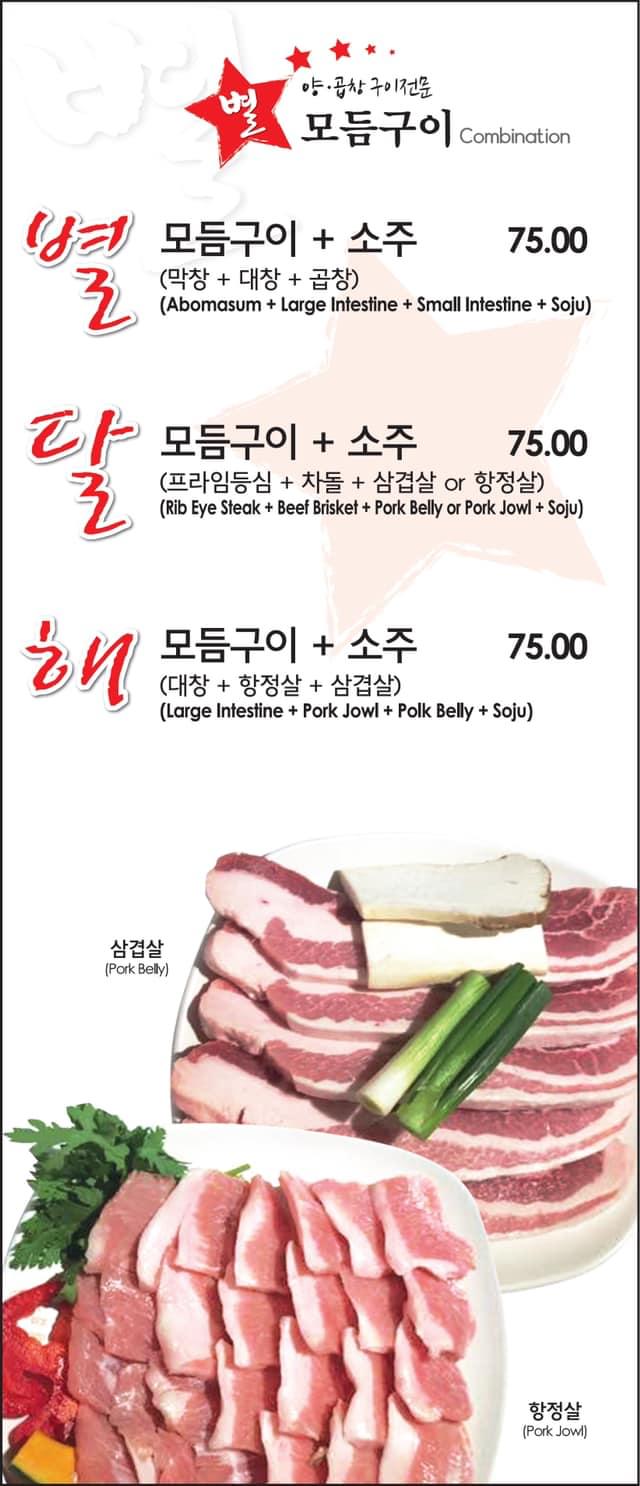 별
양·곱창 구이전문
모듬구이 Combination
별
모듬구이 + 소주 75.00
(막창 + 대창 + 곱창)
(Abomasum + Large Intestine + Small Intestine + Soju)
달
모듬구이 + 소주 75.00
(프라임등심 + 차돌 + 삼겹살 or 항정살)
(Rib Eye Steak + Beef Brisket + Pork Belly or Pork Jowl + Soju)
해
모듬구이 + 소주 75.00
(대창 + 항정살 + 삼겹살)
(Large Intestine + Pork Jowl + Polk Belly + Soju)
삼겹살
(Pork Belly)
항정살
(Pork Jowl)